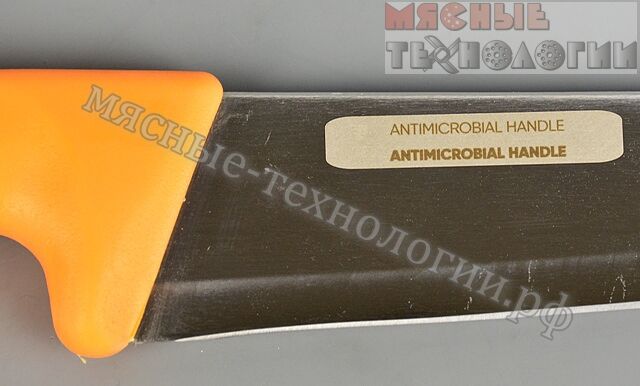 МЯСНЫЕ
ТЕХНОЛОГИИ
ANTIMICROBIAL HANDLE
ANTIMICROBIAL HANDLE
мясные-технологии.рф